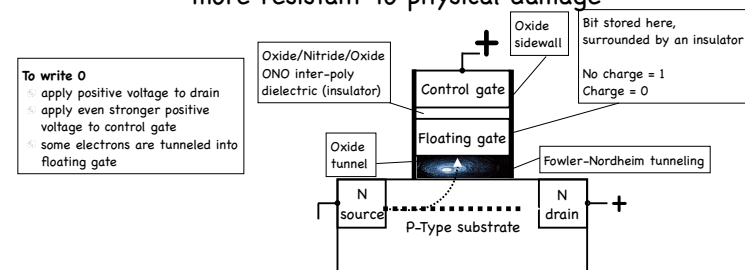 more resistant to physical damage
To write 0
apply positive voltage to drain
apply even stronger positive
voltage to control gate
some electrons are tunneled into
floating gate
Oxide/Nitride/Oxide
ONO inter-poly
dielectric (insulator)
+
Oxide
sidewall
Bit stored here,
surrounded by an insulator
No charge = 1
Charge = 0
Control gate
Floating gate
Oxide
tunnel
Fowler-Nordheim tunneling
N
source
N
drain
+
P-Type substrate